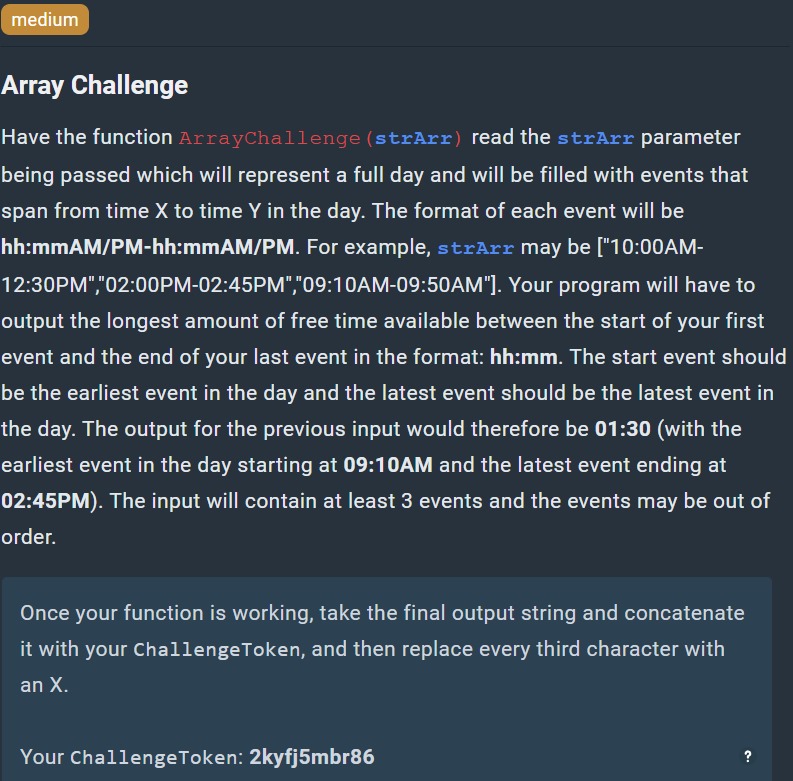 medium
Array Challenge
Have the function ArrayChallenge(strArr) read the strArr parameter
being passed which will represent a full day and will be filled with events that
span from time X to time Y in the day. The format of each event will be
hh:mmAM/PM-hh:mmAM/PM. For example, strArr may be ["10:00AM-
12:30PM","02:00PM-02:45PM","09:10AM-09:50AM"]. Your program will have to
output the longest amount of free time available between the start of your first
event and the end of your last event in the format: hh:mm. The start event should
be the earliest event in the day and the latest event should be the latest event in
the day. The output for the previous input would therefore be 01:30 (with the
earliest event in the day starting at 09:10AM and the latest event ending at
02:45PM). The input will contain at least 3 events and the events may be out of
order.
Once your function is working, take the final output string and concatenate
it with your ChallengeToken, and then replace every third character with
an X.
Your ChallengeToken: 2kyfj5mbr86
?